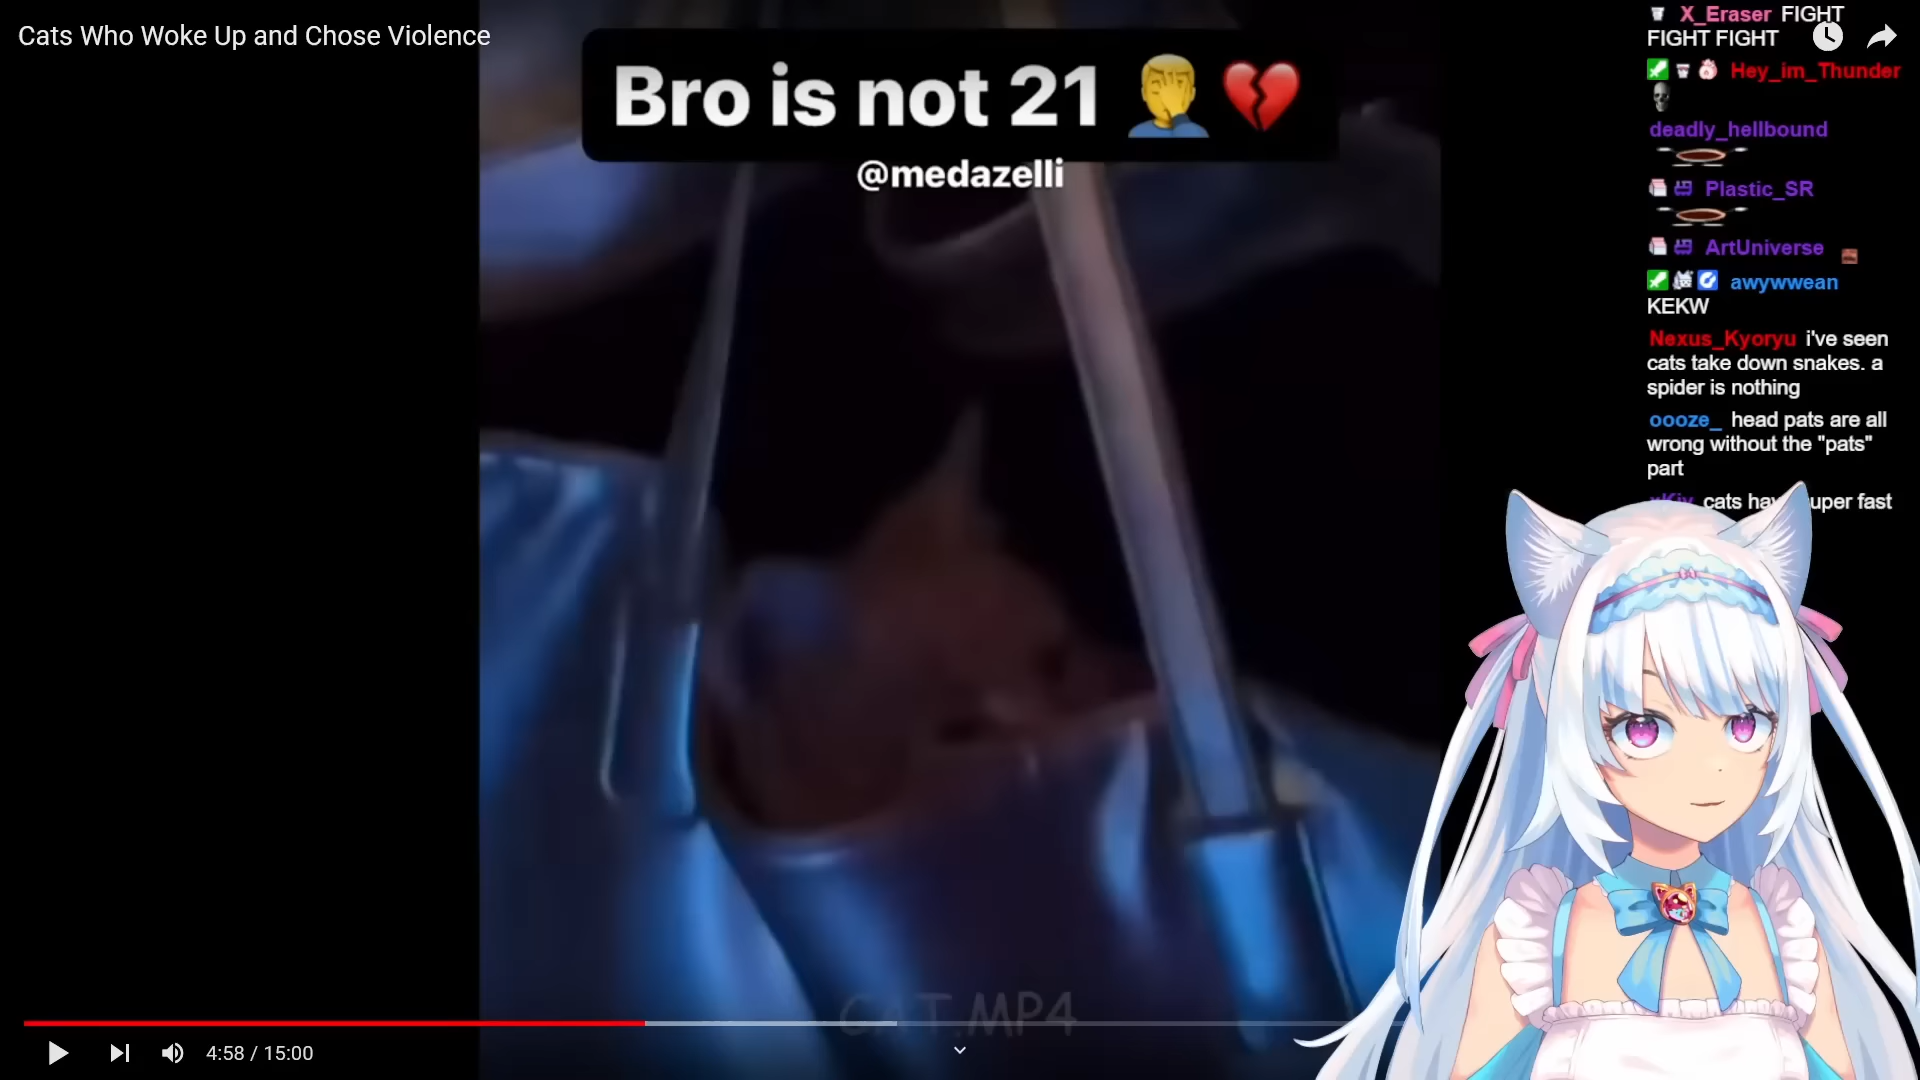 Cats Who Woke Up and Chose Violence
Bro is not 21
@medazelli
CAT.MP4
4:58 / 15:00
X_Eraser FIGHT
FIGHT FIGHT
Hey_im_Thunder
deadly_hellbound
Plastic_SR
ArtUniverse
awywwean
KEKW
Nexus_Kyoryu i've seen
cats take down snakes. a
spider is nothing
oooze_ head pats are all
wrong without the "pats"
part
cats fast